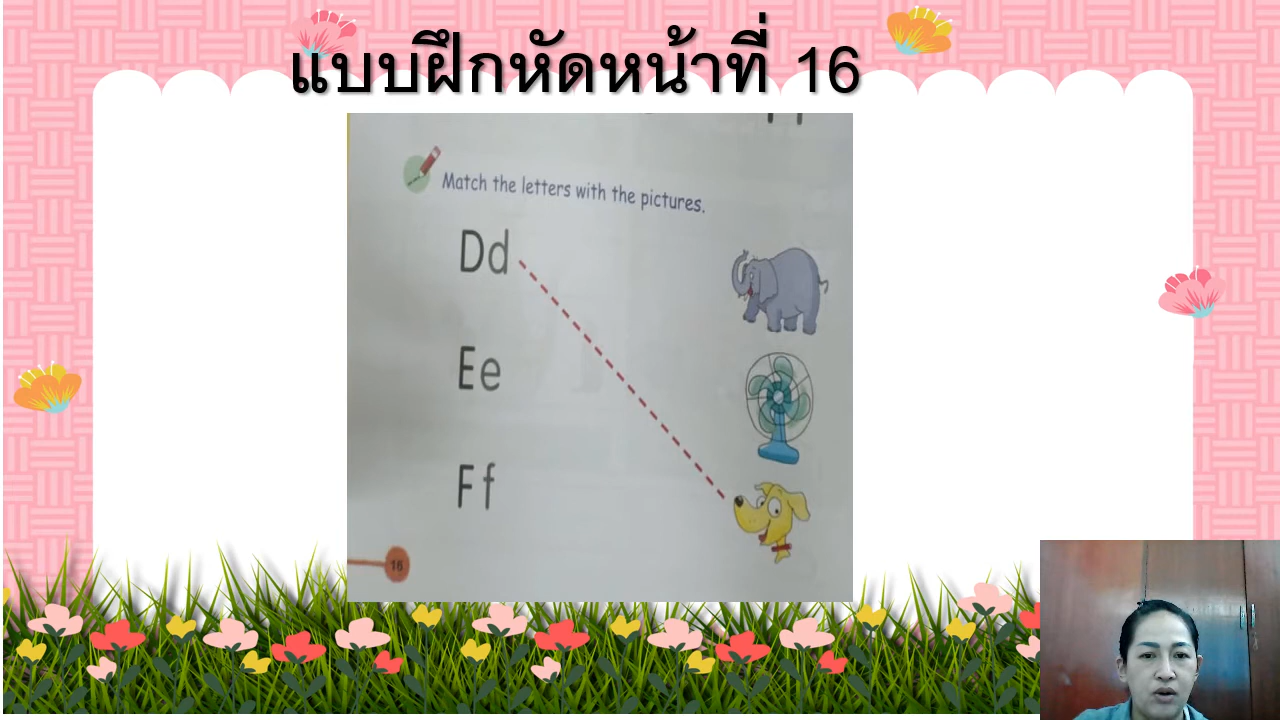 แบบฝึกหัดหน้าที่ 16
Match the letters with the pictures.
Dd
Ee
Ff
16